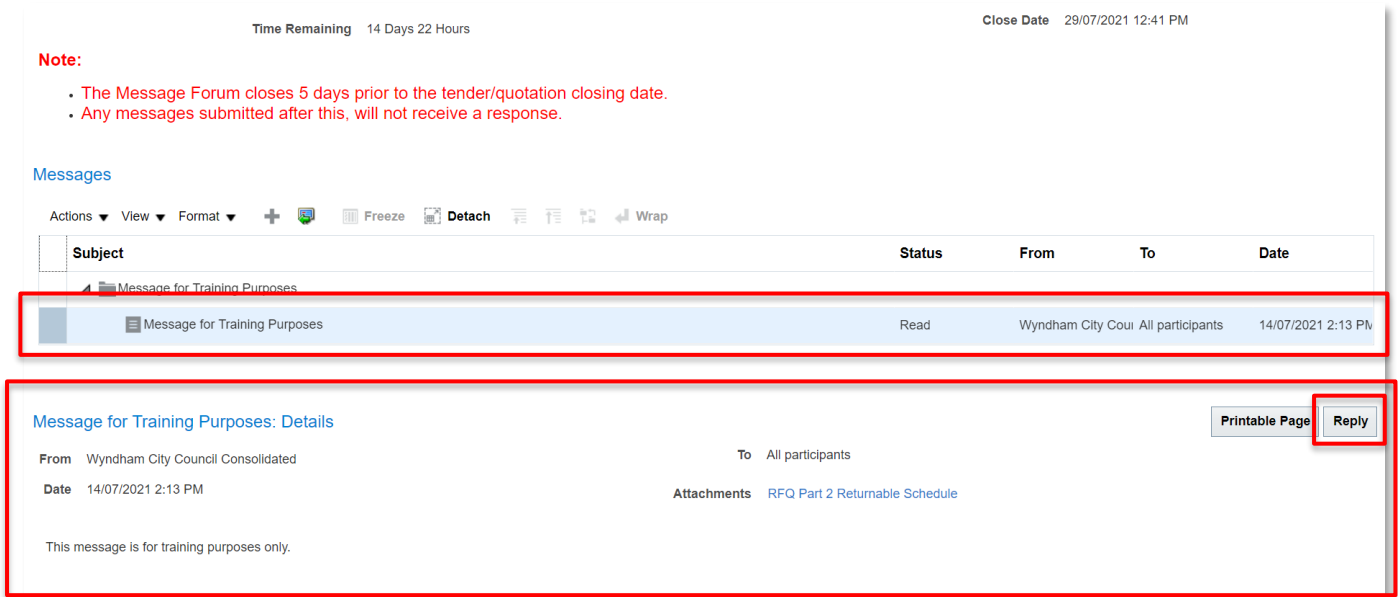 Time Remaining 14 Days 22 Hours Close Date 29/07/2021 12:41 PM
Note:
• The Message Forum closes 5 days prior to the tender/quotation closing date.
• Any messages submitted after this, will not receive a response.
Messages
Actions View Format Freeze Detach Wrap
Subject Status From To Date
Message for Training Purposes
Message for Training Purposes Read Wyndham City Cou All participants 14/07/2021 2:13 PM
Message for Training Purposes: Details Printable Page Reply
From Wyndham City Council Consolidated To All participants
Date 14/07/2021 2:13 PM Attachments RFQ Part 2 Returnable Schedule
This message is for training purposes only.